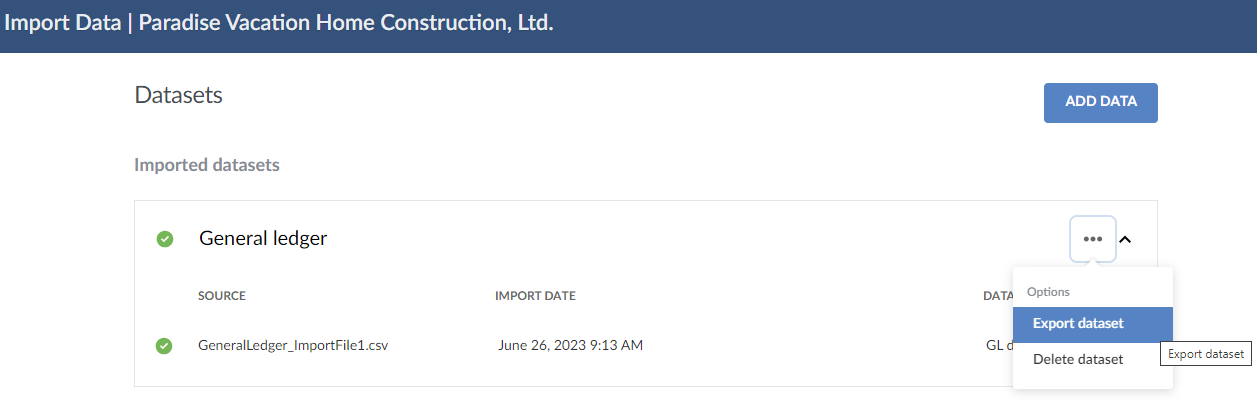 Import Data | Paradise Vacation Home Construction, Ltd.
Datasets
ADD DATA
Imported datasets
General ledger
Options
SOURCE IMPORT DATE DATA
Export dataset
GeneralLedger_ImportFile1.csv June 26, 2023 9:13 AM GL
Export dataset
Delete dataset